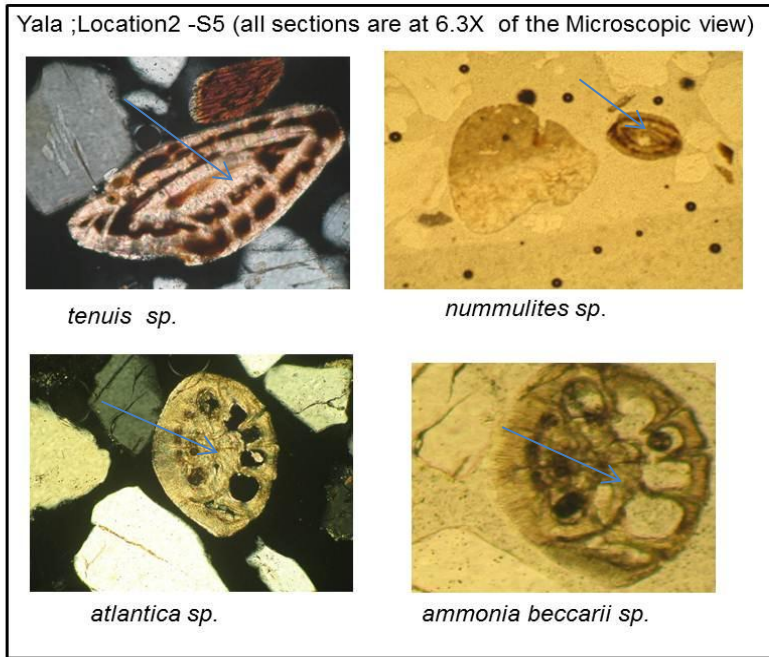 Yala ;Location2 -S5 (all sections are at 6.3X of the Microscopic view)
tenuis sp.
nummulites sp.
atlantica sp.
ammonia beccarii sp.